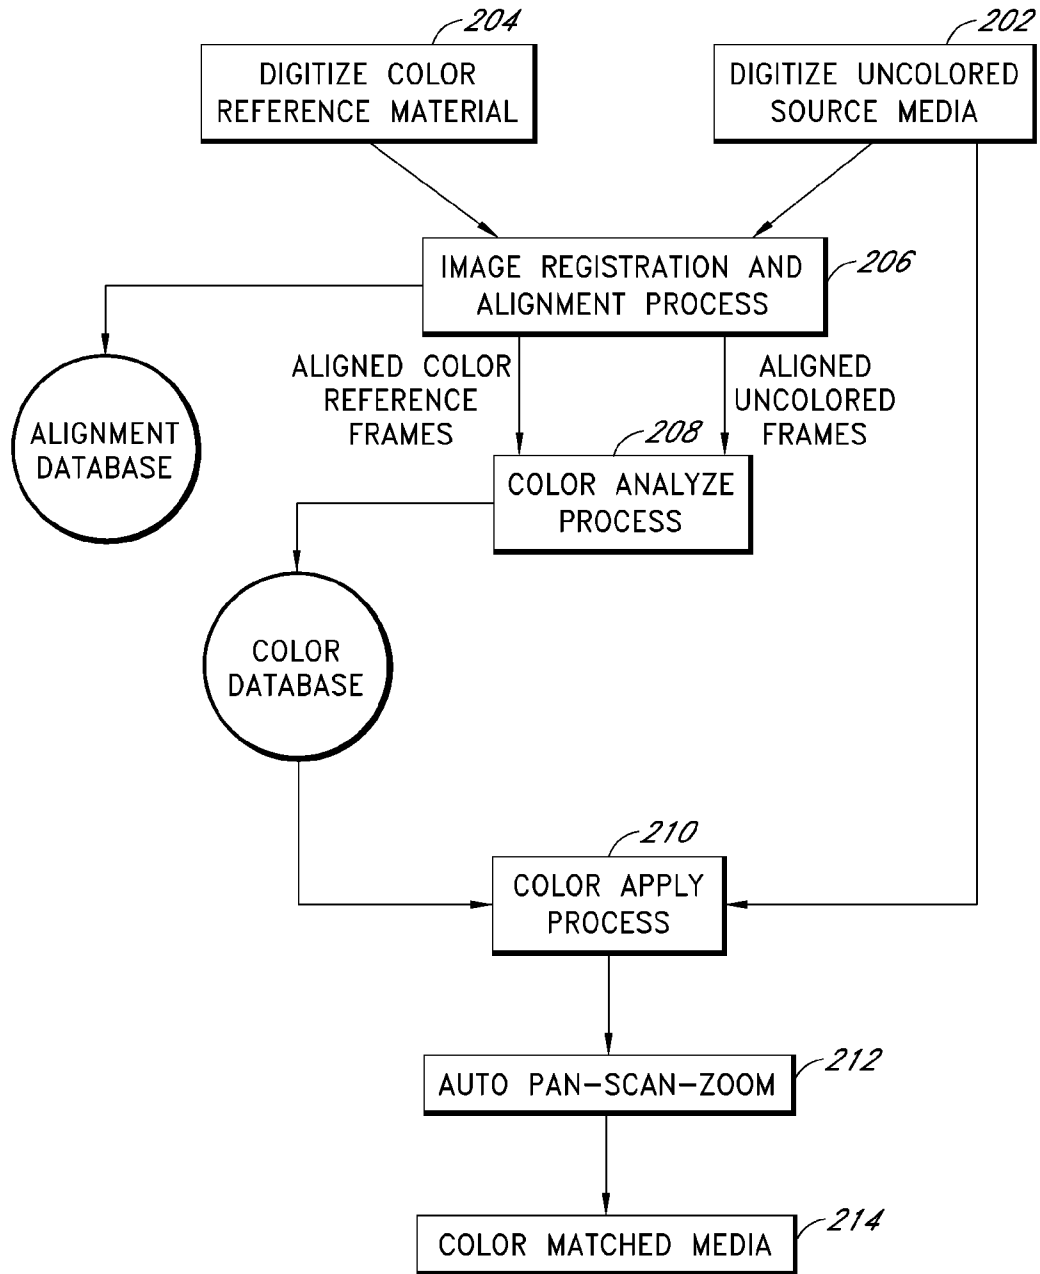 204
202
DIGITIZE COLOR
REFERENCE MATERIAL
DIGITIZE UNCOLORED
SOURCE MEDIA
IMAGE REGISTRATION AND
ALIGNMENT PROCESS
206
ALIGNED COLOR
REFERENCE
FRAMES
ALIGNED
UNCOLORED
FRAMES
ALIGNMENT
DATABASE
208
COLOR ANALYZE
PROCESS
COLOR
DATABASE
210
COLOR APPLY
PROCESS
212
AUTO PAN-SCAN-ZOOM
214
COLOR MATCHED MEDIA